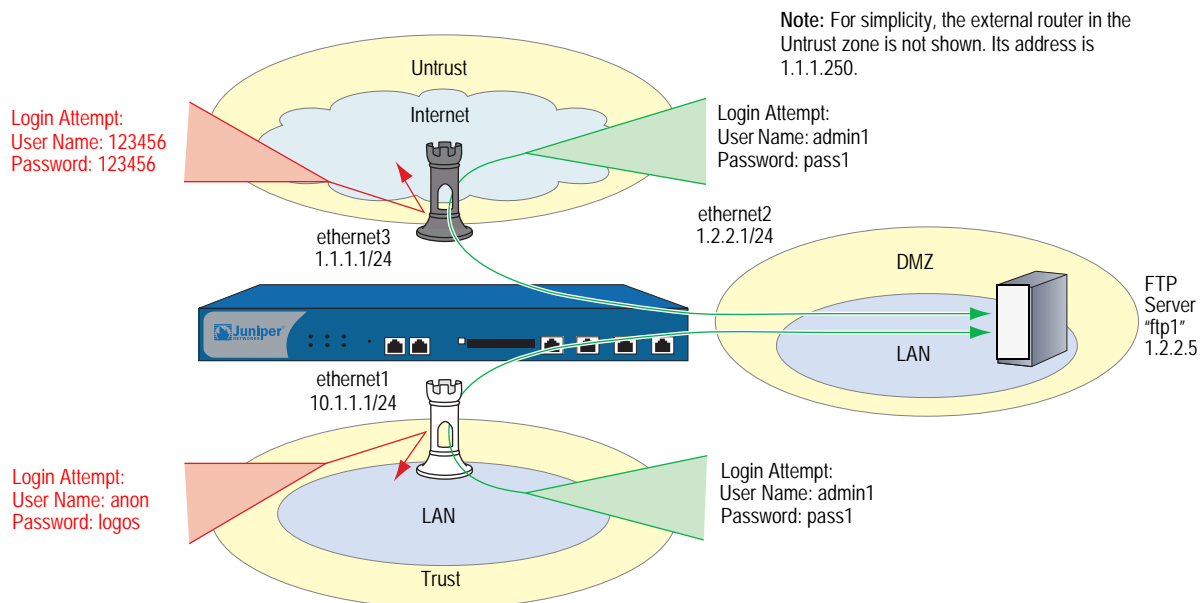 Note: For simplicity, the external router in the
Untrust zone is not shown. Its address is
1.1.1.250.
Untrust
Internet
Login Attempt:
User Name: 123456
Password: 123456
Login Attempt:
User Name: admin1
Password: pass1
ethernet3
1.1.1.1/24
ethernet2
1.2.2.1/24
DMZ
LAN
FTP
Server
"ftp1"
1.2.2.5
Juniper
NETWORKS
ethernet1
10.1.1.1/24
Login Attempt:
User Name: anon
Password: logos
LAN
Trust
Login Attempt:
User Name: admin1
Password: pass1